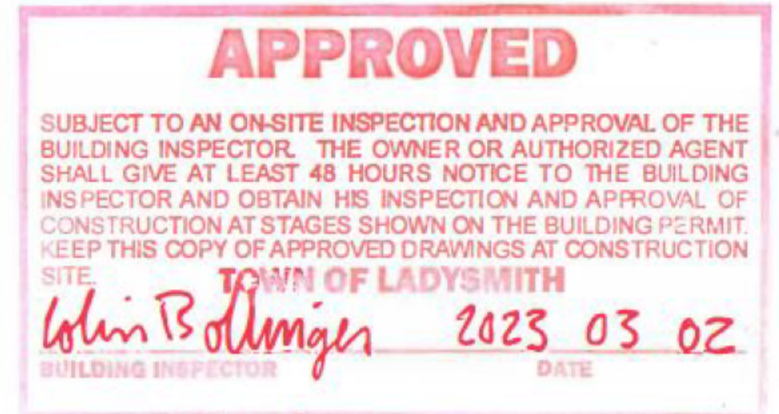 APPROVED
SUBJECT TO AN ON-SITE INSPECTION AND APPROVAL OF THE
BUILDING INSPECTOR. THE OWNER OR AUTHORIZED AGENT
SHALL GIVE AT LEAST 48 HOURS NOTICE TO THE BUILDING
INSPECTOR AND OBTAIN HIS INSPECTION AND APPROVAL OF
CONSTRUCTION AT STAGES SHOWN ON THE BUILDING PERMIT.
KEEP THIS COPY OF APPROVED DRAWINGS AT CONSTRUCTION
SITE. TOWN OF LADYSMITH
Colin Bollinger 2023 03 02
BUILDING INSPECTOR DATE